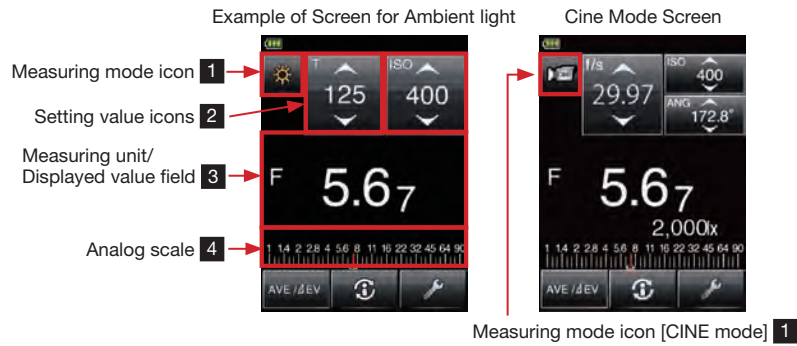 Example of Screen for Ambient light
Cine Mode Screen
Measuring mode icon 1
Setting value icons 2
Measuring unit/
Displayed value field 3
Analog scale 4
T
125
ISO
400
F 5.67
1 1.4 2 2.8 4 5.6 8 11 16 22 32 45 64 90
AVE/ΔEV
f/s
29.97
ISO
400
ANG
172.8°
F 5.67
2,000lx
1 1.4 2 2.8 4 5.6 8 11 16 22 32 45 64 90
AVE/ΔEV
Measuring mode icon [CINE mode] 1